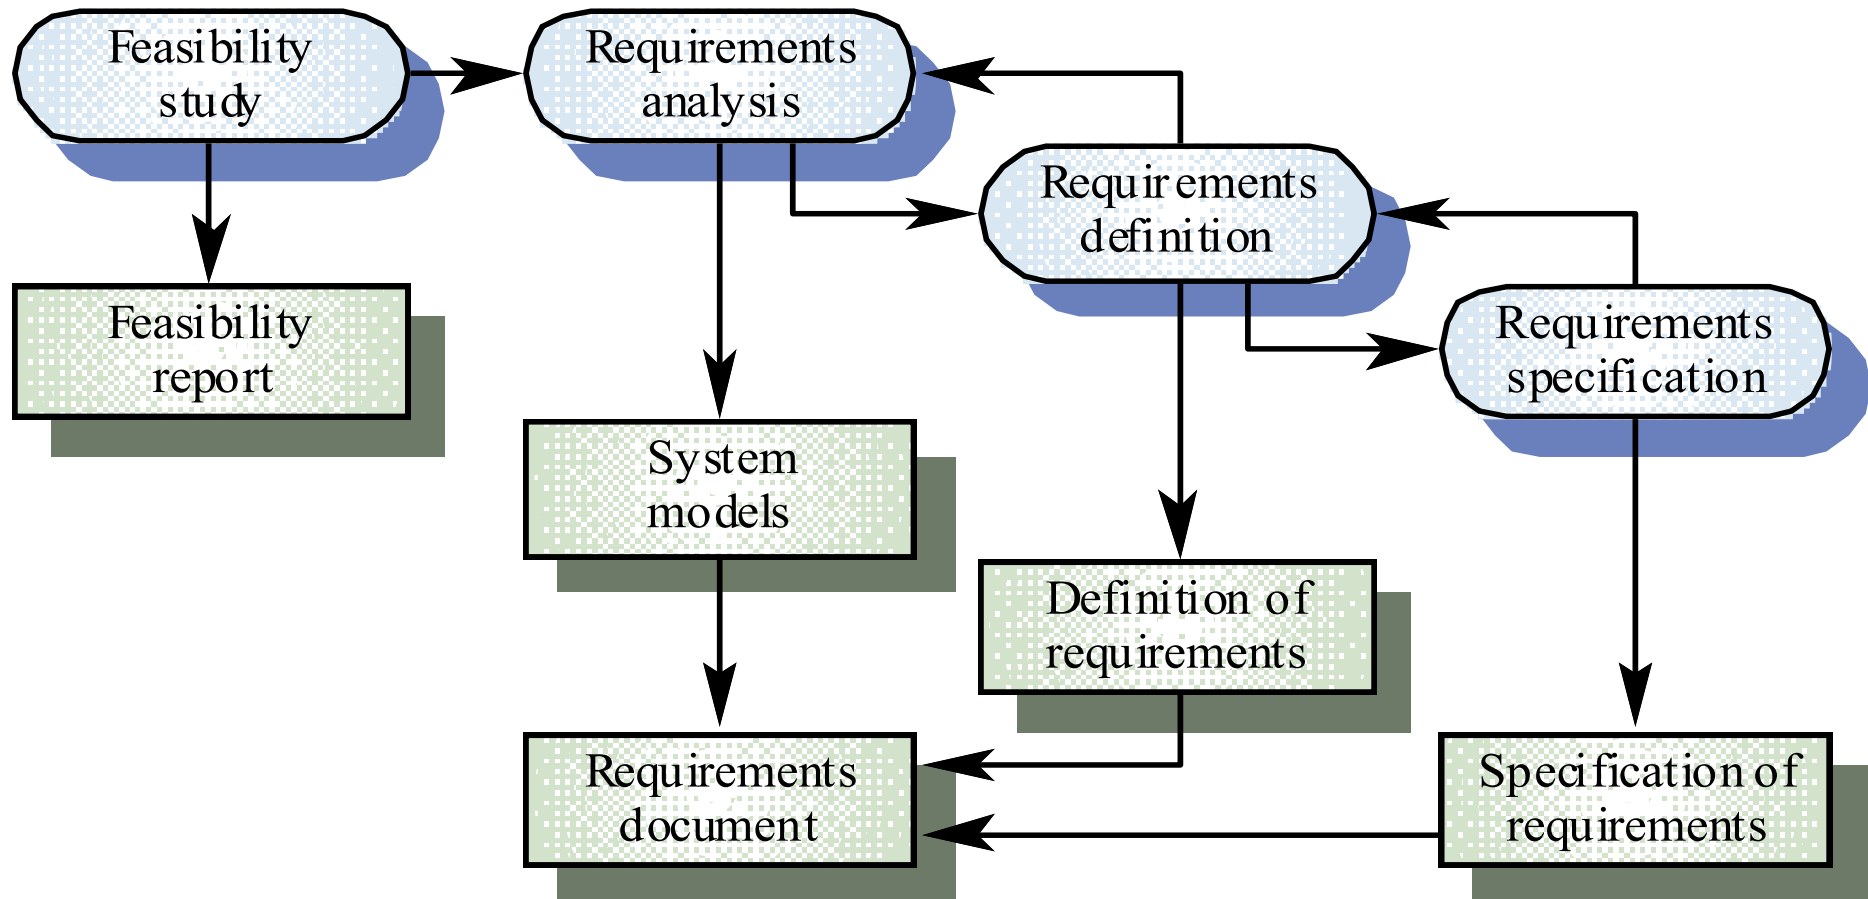 Feasibility
study
Requirements
analysis
Requirements
definition
Requirements
specification
Feasibility
report
System
models
Definition of
requirements
Requirements
document
Specification of
requirements